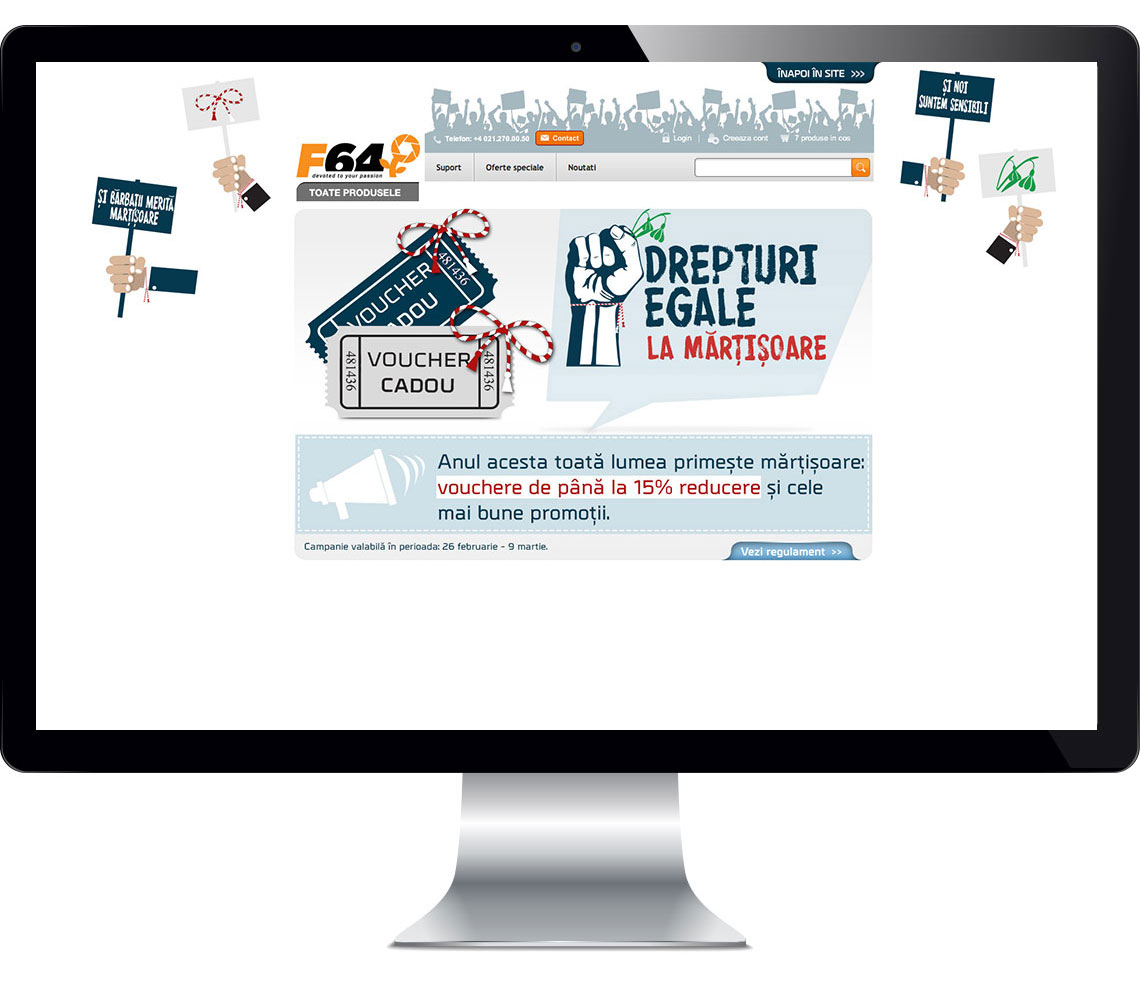 ÎNAPOI ÎN SITE >>>
ȘI NOI
SUNTEM SENSIBILI
ȘI BĂRBAȚII MERITĂ
MĂRȚIȘOARE
Telefon: +4 021.270.00.50
Contact
Login | Creeaza cont
7 produse in cos
F64
devoted to your passion
Suport
Oferte speciale
Noutati
TOATE PRODUSELE
VOUCHER
CADOU
481436
VOUCHER
CADOU
481436
481436
DREPTURI
EGALE
LA MĂRȚIȘOARE
Anul acesta toată lumea primește mărțișoare:
vouchere de până la 15% reducere și cele
mai bune promoții.
Campanie valabilă în perioada: 26 februarie - 9 martie.
Vezi regulament >>